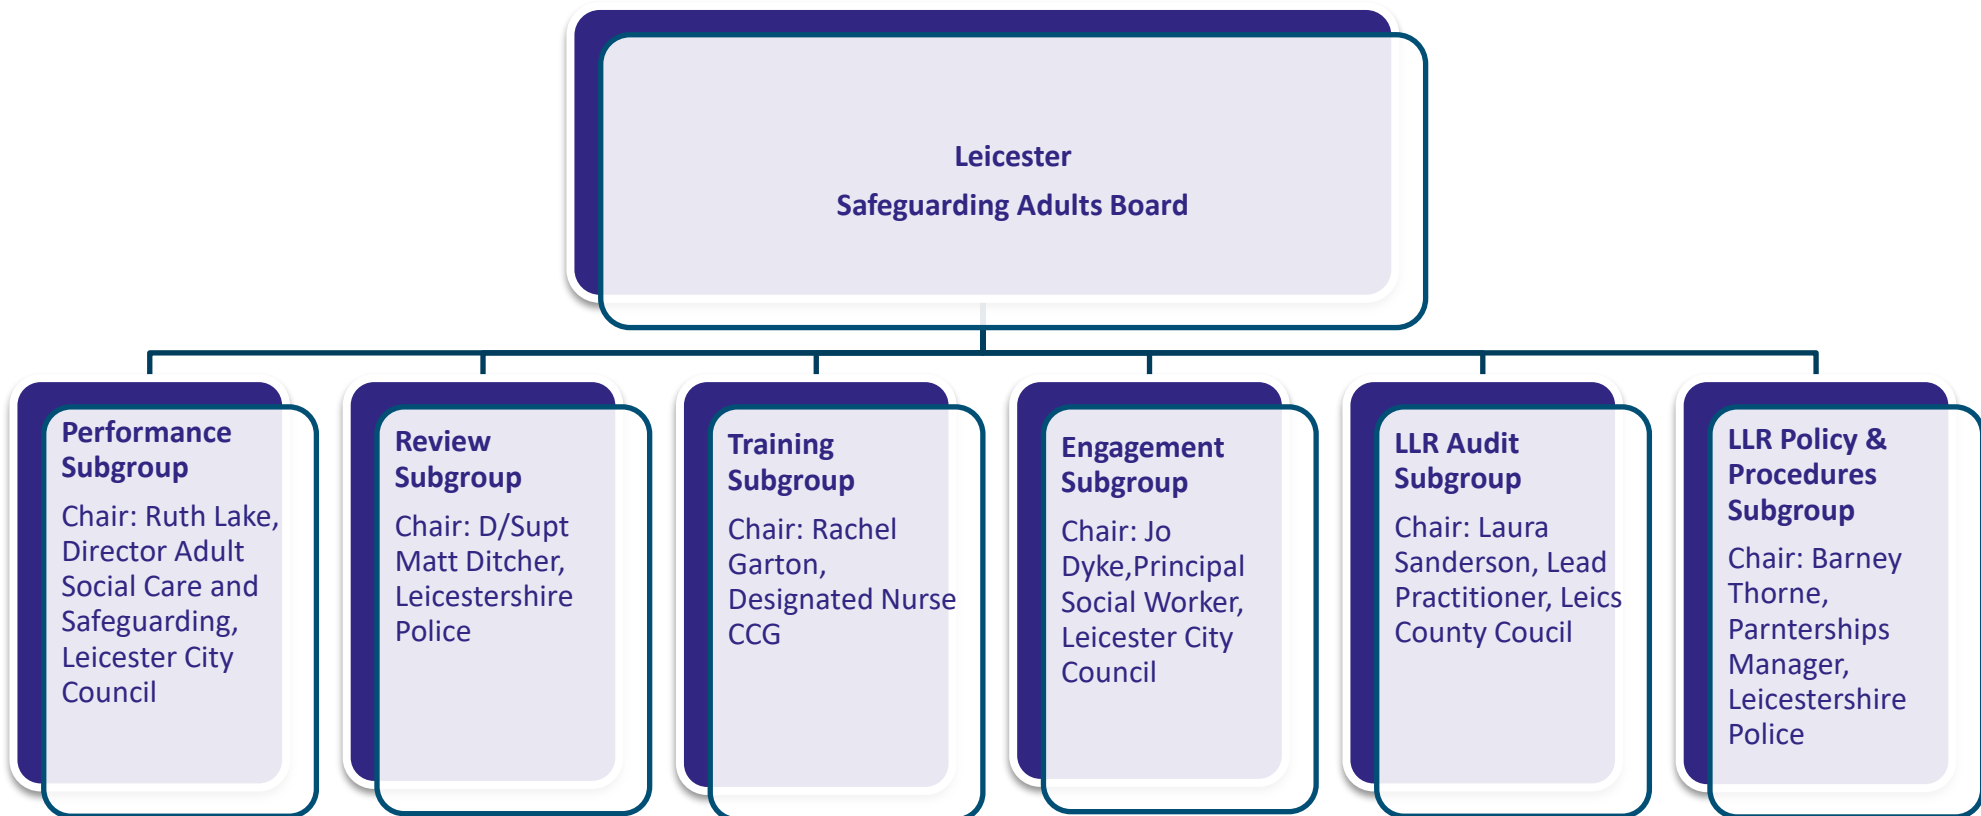 Leicester
Safeguarding Adults Board
Performance
Subgroup
Chair: Ruth Lake,
Director Adult
Social Care and
Safeguarding,
Leicester City
Council
Review
Subgroup
Chair: D/Supt
Matt Ditcher,
Leicestershire
Police
Training
Subgroup
Chair: Rachel
Garton,
Designated Nurse
CCG
Engagement
Subgroup
Chair: Jo
Dyke,Principal
Social Worker,
Leicester City
Council
LLR Audit
Subgroup
Chair: Laura
Sanderson, Lead
Practitioner, Leics
County Coucil
LLR Policy &
Procedures
Subgroup
Chair: Barney
Thorne,
Parnterships
Manager,
Leicestershire
Police